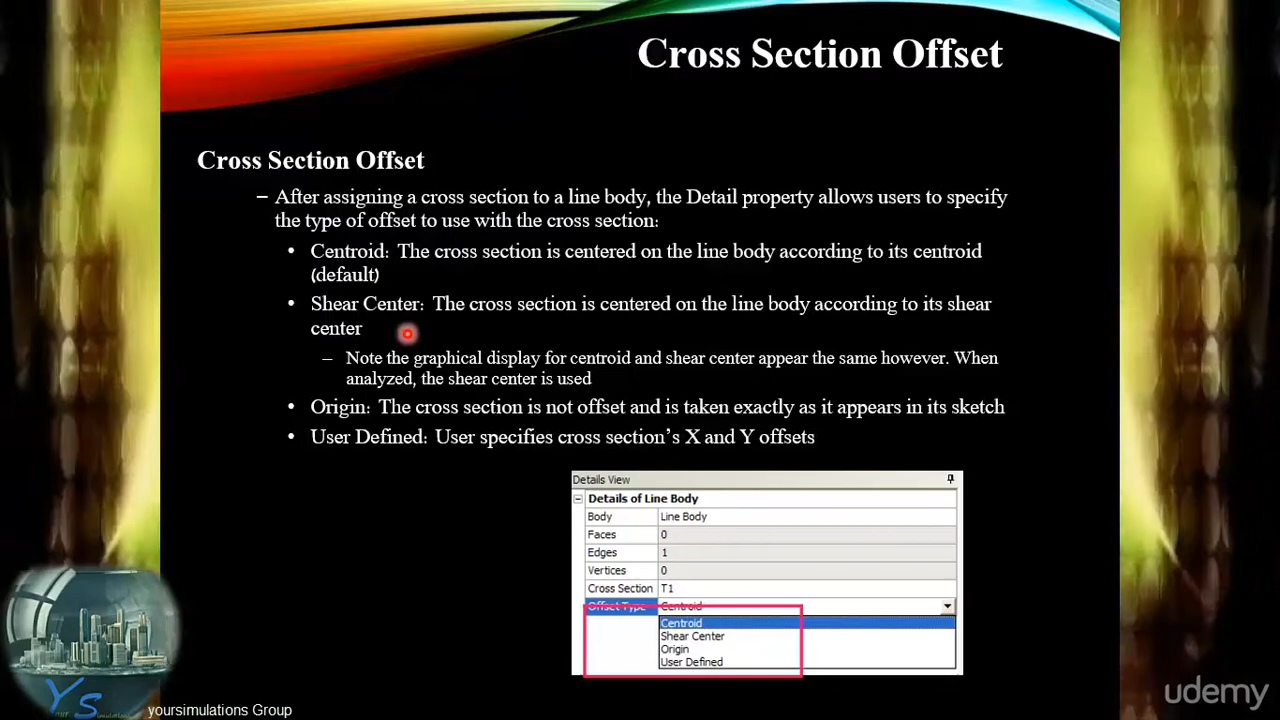 Cross Section Offset
Cross Section Offset
– After assigning a cross section to a line body, the Detail property allows users to specify
the type of offset to use with the cross section:
• Centroid: The cross section is centered on the line body according to its centroid
(default)
• Shear Center: The cross section is centered on the line body according to its shear
center
– Note the graphical display for centroid and shear center appear the same however. When
analyzed, the shear center is used
• Origin: The cross section is not offset and is taken exactly as it appears in its sketch
• User Defined: User specifies cross section's X and Y offsets
Details View
Details of Line Body
Body Line Body
Faces 0
Edges 1
Vertices 0
Cross Section T1
Offset Type Centroid
Centroid
Shear Center
Origin
User Defined
yoursimulations Group
udemy